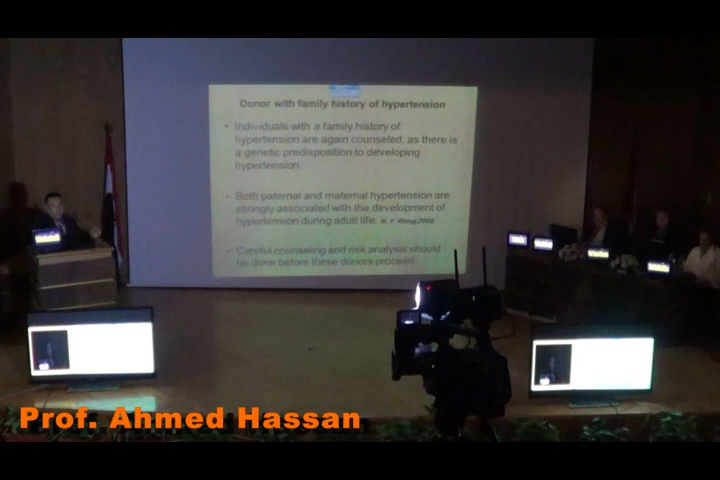 Donor with family history of hypertension
• Individuals with a family history of
hypertension are again counseled, as there is
a genetic predisposition to developing
hypertension
• Both paternal and maternal hypertension are
strongly associated with the development of
hypertension during adult life. N. Y. Wang,2008
• Careful counseling and risk analysis should
be done before these donors proceed.
Prof. Ahmed Hassan